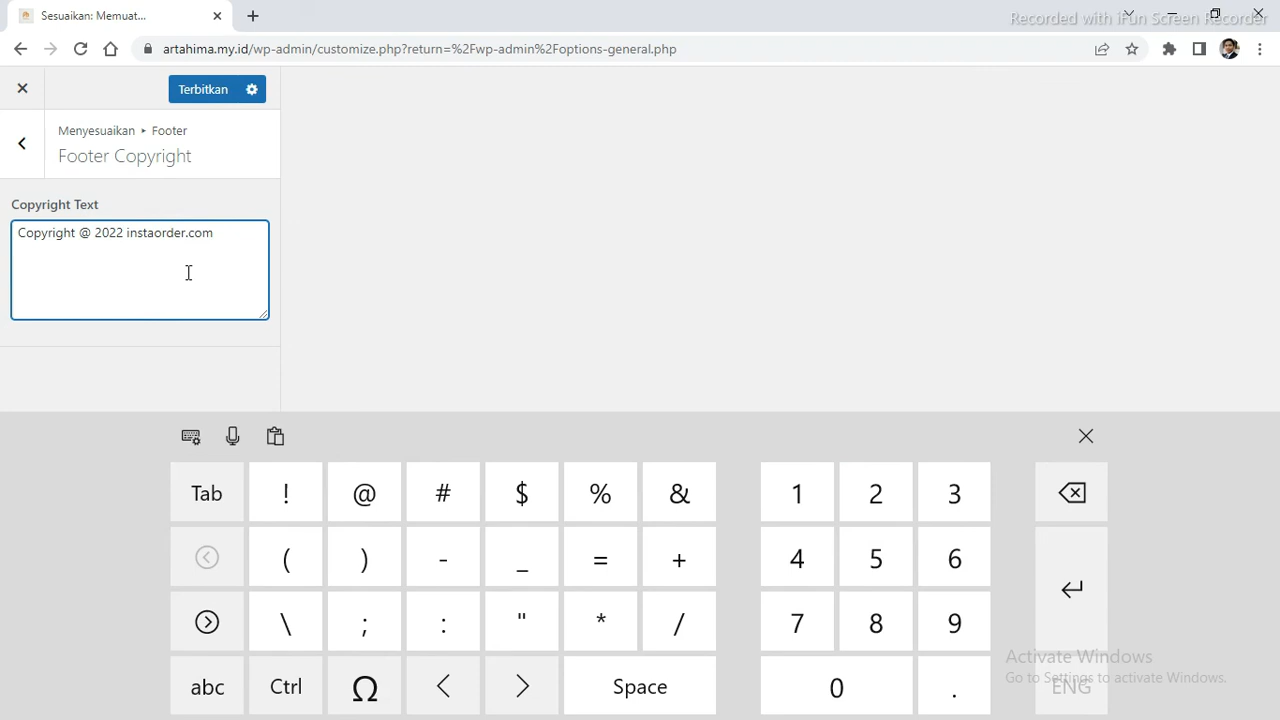 Sesuaikan: Memuat...
Recorded with iFun Screen Recorder
artahima.my.id/wp-admin/customize.php?return=%2Fwp-admin%2Foptions-general.php
Terbitkan
Menyesuaikan ▸ Footer
Footer Copyright
Copyright Text
Copyright @ 2022 instaorder.com
Tab ! @ # $ % & 1 2 3
( ) - _ = + 4 5 6
\ ; : " * / 7 8 9
abc Ctrl Ω < > Space 0 . ENG
Activate Windows
Go to Settings to activate Windows.